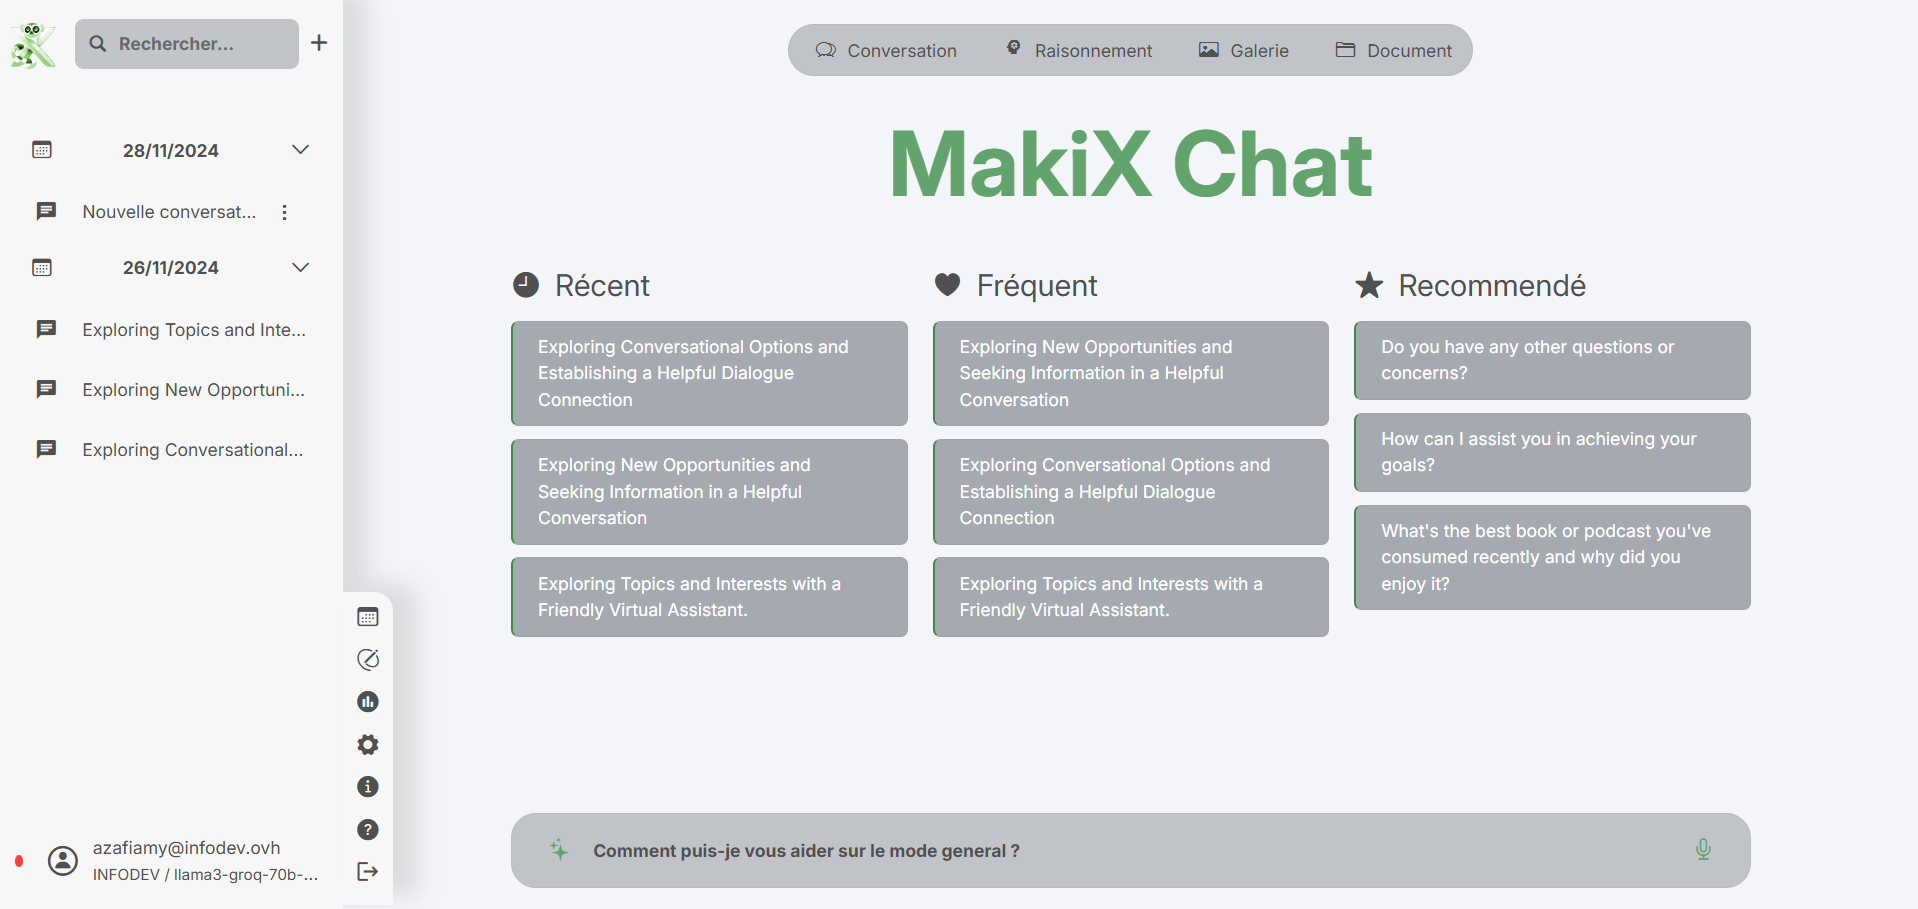 Rechercher...
28/11/2024
Nouvelle conversat...
26/11/2024
Exploring Topics and Inte...
Exploring New Opportuni...
Exploring Conversational...
azafiamy@infodev.ovh
INFODEV / llama3-groq-70b-...
Conversation
Raisonnement
Galerie
Document
MakiX Chat
Récent
Exploring Conversational Options and
Establishing a Helpful Dialogue
Connection
Exploring New Opportunities and
Seeking Information in a Helpful
Conversation
Exploring Topics and Interests with a
Friendly Virtual Assistant.
Fréquent
Exploring New Opportunities and
Seeking Information in a Helpful
Conversation
Exploring Conversational Options and
Establishing a Helpful Dialogue
Connection
Exploring Topics and Interests with a
Friendly Virtual Assistant.
Recommendé
Do you have any other questions or
concerns?
How can I assist you in achieving your
goals?
What's the best book or podcast you've
consumed recently and why did you
enjoy it?
Comment puis-je vous aider sur le mode general ?